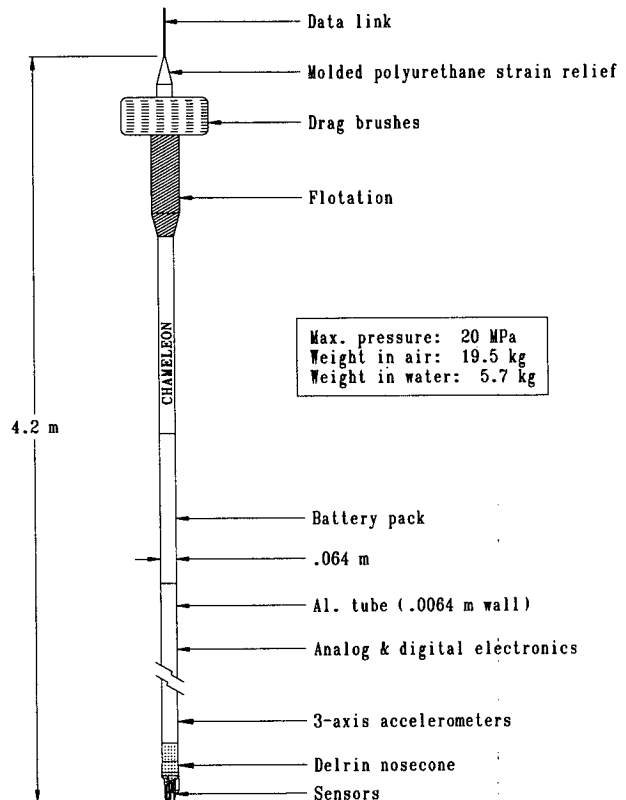 Data link
Molded polyurethane strain relief
Drag brushes
Flotation
CHAMELEON
Max. pressure: 20 MPa
Weight in air: 19.5 kg
Weight in water: 5.7 kg
4.2 m
Battery pack
.064 m
Al. tube (.0064 m wall)
Analog & digital electronics
3-axis accelerometers
Delrin nosecone
Sensors